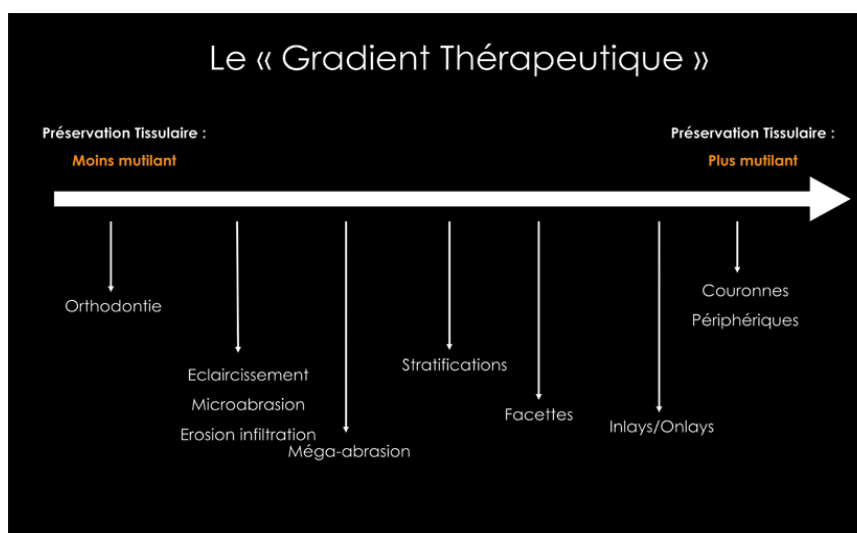 Le « Gradient Thérapeutique »
Préservation Tissulaire :
Moins mutilant
Préservation Tissulaire :
Plus mutilant
Orthodontie
Eclaircissement
Microabrasion
Erosion infiltration
Méga-abrasion
Stratifications
Facettes
Inlays/Onlays
Couronnes
Périphériques